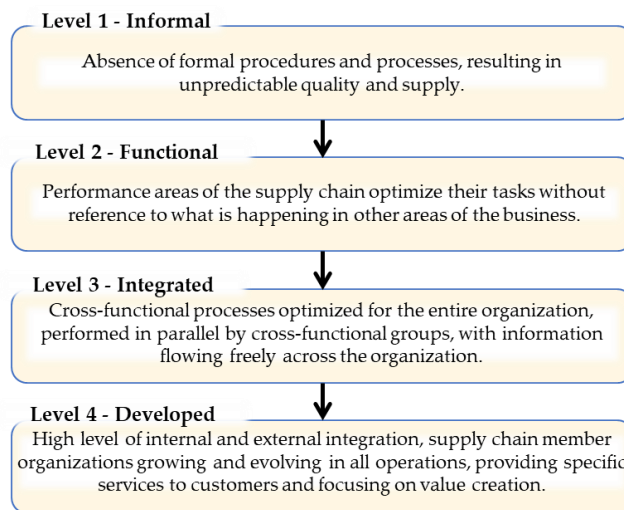 Level 1 - Informal
Absence of formal procedures and processes, resulting in
unpredictable quality and supply.
Level 2 - Functional
Performance areas of the supply chain optimize their tasks without
reference to what is happening in other areas of the business.
Level 3 - Integrated
Cross-functional processes optimized for the entire organization,
performed in parallel by cross-functional groups, with information
flowing freely across the organization.
Level 4 - Developed
High level of internal and external integration, supply chain member
organizations growing and evolving in all operations, providing specific
services to customers and focusing on value creation.